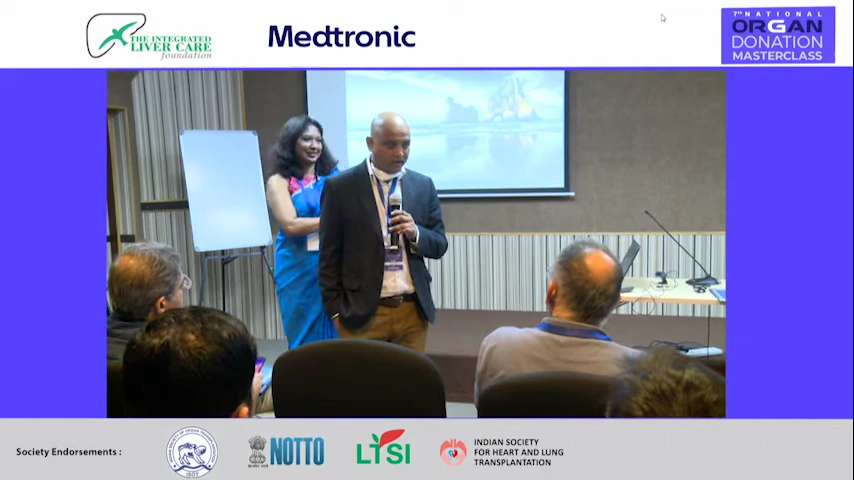 THE INTEGRATED
LIVER CARE
foundation
Medtronic
7TH NATIONAL
ORGAN
DONATION
MASTERCLASS
Society Endorsements :
NOTTO
LTSI
INDIAN SOCIETY
FOR HEART AND LUNG
TRANSPLANTATION